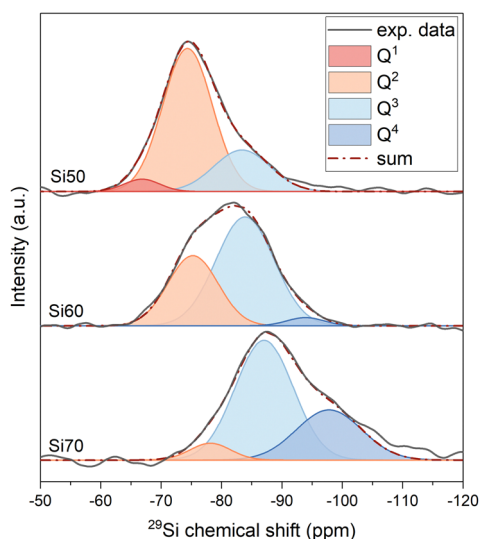 exp. data
Q¹
Q²
Q³
Q⁴
sum
Si50
Si60
Si70
Intensity (a.u.)
-50 -60 -70 -80 -90 -100 -110 -120
²⁹Si chemical shift (ppm)